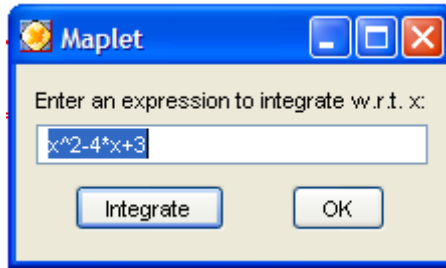 Maplet
Enter an expression to integrate w.r.t. x:
x^2-4*x+3
Integrate OK